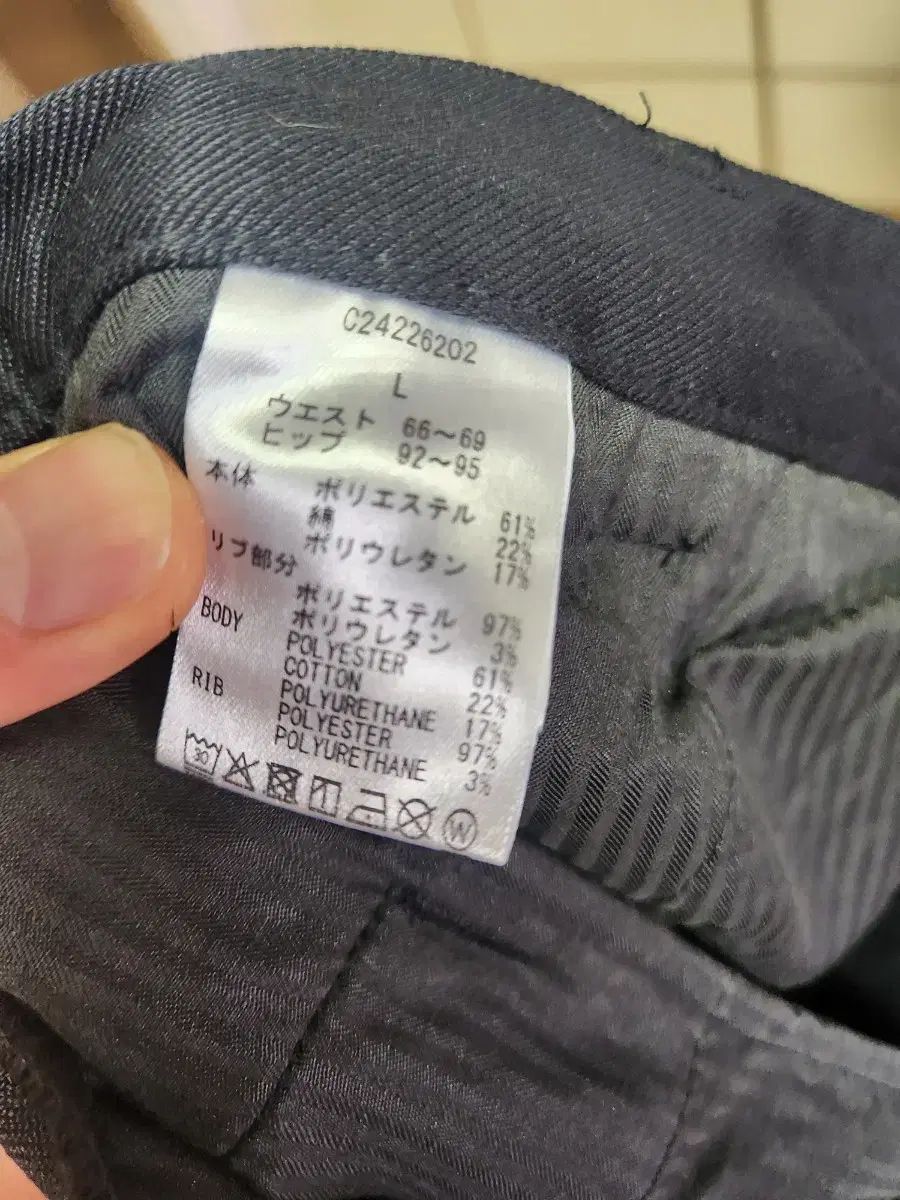 C24226202
L
ウエスト 66～69
ヒップ 92～95
本体 ポリエステル 61%
綿 22%
ポリウレタン 17%
リブ部分 ポリエステル 97%
ポリウレタン 3%
BODY POLYESTER 61%
COTTON 22%
POLYURETHANE 17%
RIB POLYESTER 97%
POLYURETHANE 3%
30 W